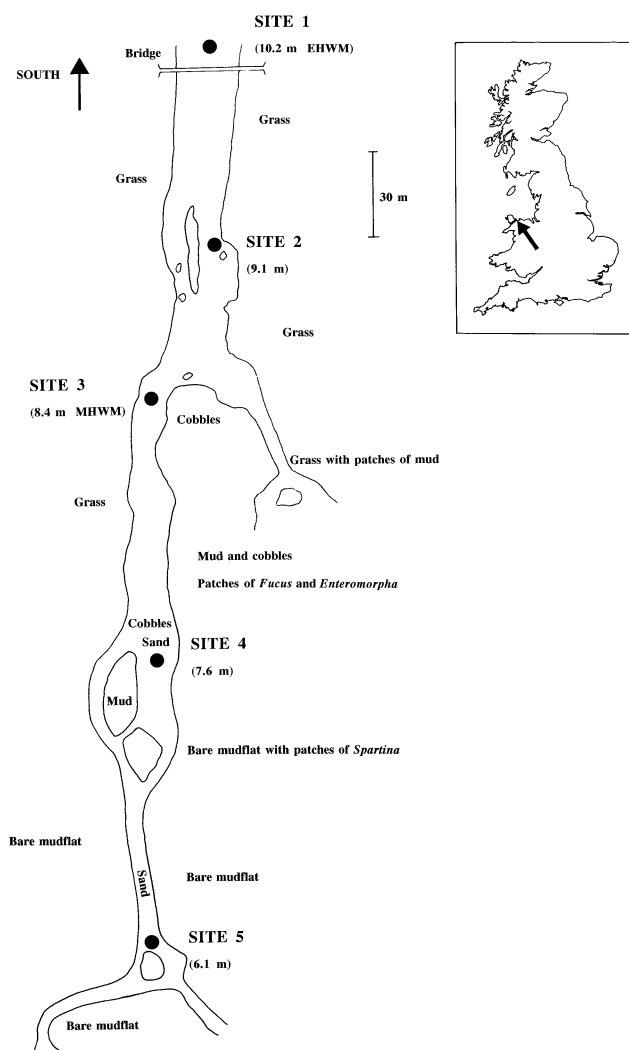 SITE 1
(10.2 m EHWM)
Bridge
SOUTH
Grass
Grass
30 m
SITE 2
(9.1 m)
Grass
SITE 3
(8.4 m MHWM)
Cobbles
Grass with patches of mud
Grass
Mud and cobbles
Patches of Fucus and Enteromorpha
Cobbles
Sand
SITE 4
(7.6 m)
Mud
Bare mudflat with patches of Spartina
Bare mudflat
Sand
Bare mudflat
SITE 5
(6.1 m)
Bare mudflat